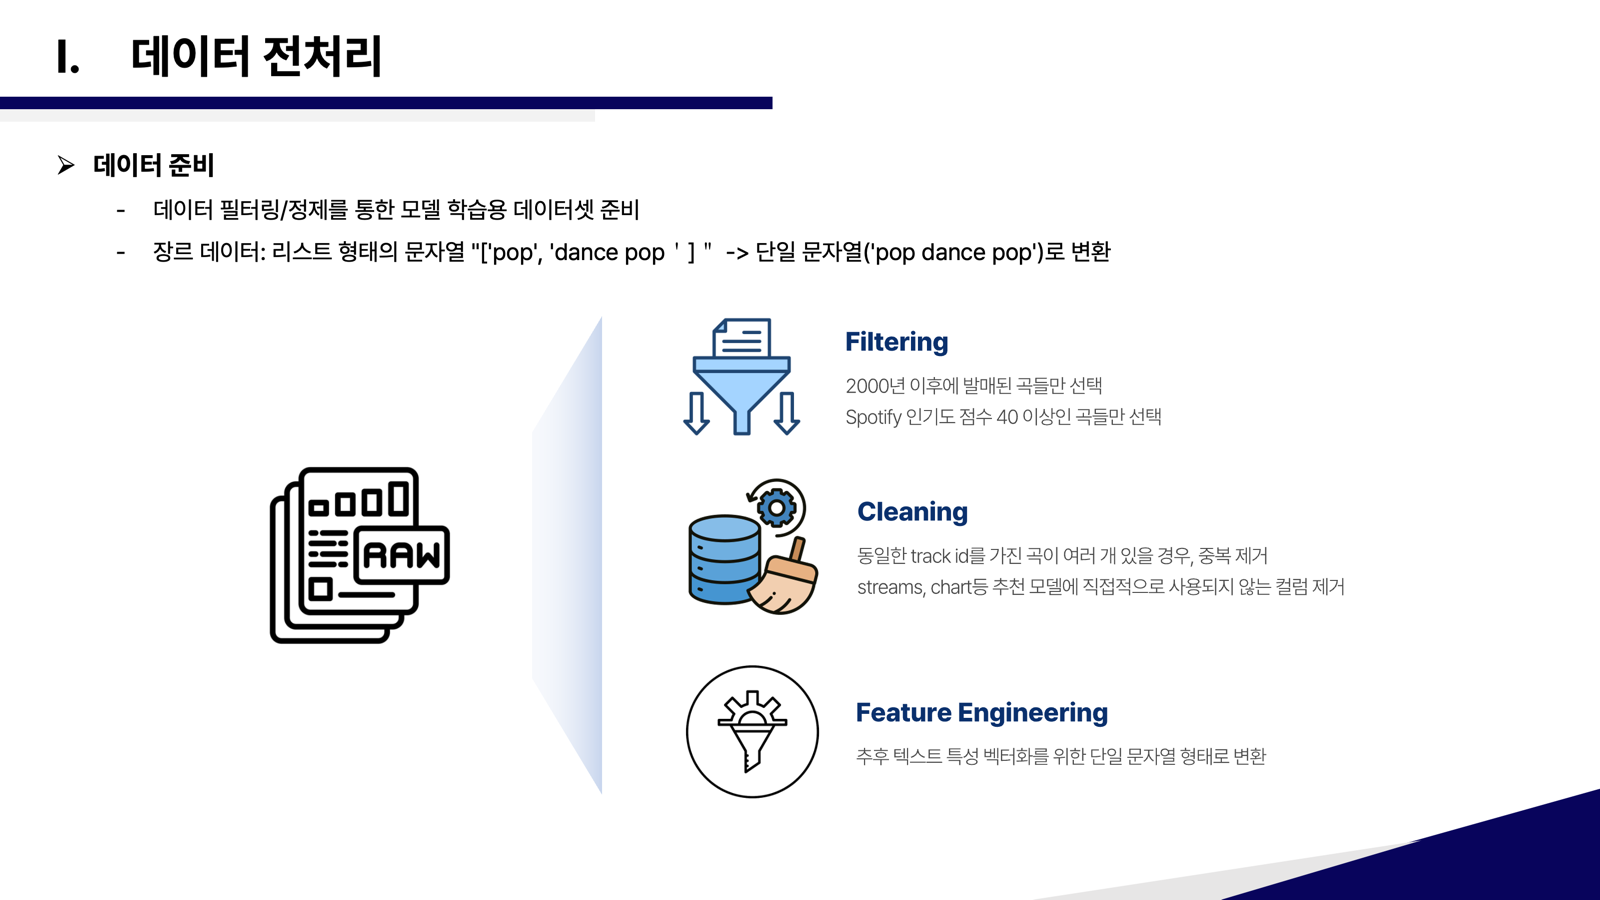 I. 데이터 전처리
➢ 데이터 준비
- 데이터 필터링/정제를 통한 모델 학습용 데이터셋 준비
- 장르 데이터: 리스트 형태의 문자열 "['pop', 'dance pop ' ] " -> 단일 문자열('pop dance pop')로 변환
RAW
Filtering
2000년 이후에 발매된 곡들만 선택
Spotify 인기도 점수 40 이상인 곡들만 선택
Cleaning
동일한 track id를 가진 곡이 여러 개 있을 경우, 중복 제거
streams, chart등 추천 모델에 직접적으로 사용되지 않는 컬럼 제거
Feature Engineering
추후 텍스트 특성 벡터화를 위한 단일 문자열 형태로 변환